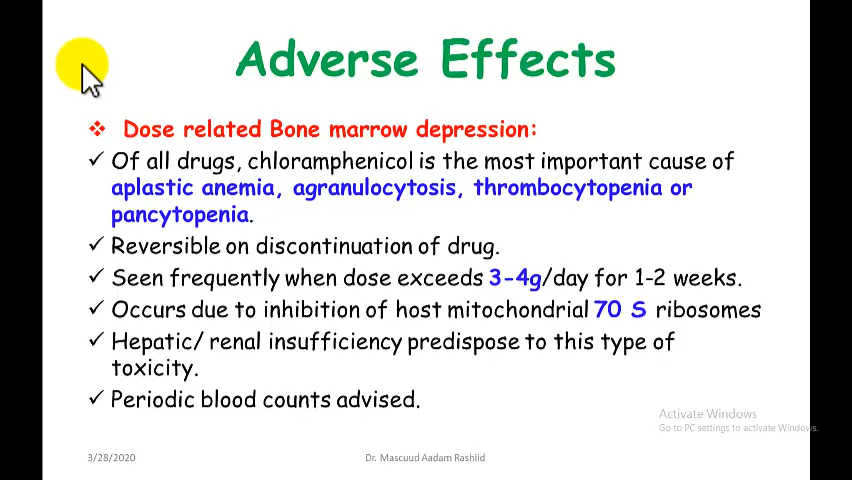 Adverse Effects
❖ Dose related Bone marrow depression:
✓ Of all drugs, chloramphenicol is the most important cause of
aplastic anemia, agranulocytosis, thrombocytopenia or
pancytopenia.
✓ Reversible on discontinuation of drug.
✓ Seen frequently when dose exceeds 3-4g/day for 1-2 weeks.
✓ Occurs due to inhibition of host mitochondrial 70 S ribosomes
✓ Hepatic/ renal insufficiency predispose to this type of
toxicity.
✓ Periodic blood counts advised.
Activate Windows
Go to PC settings to activate Windows.
3/28/2020
Dr. Mascuud Aadam Rashiid